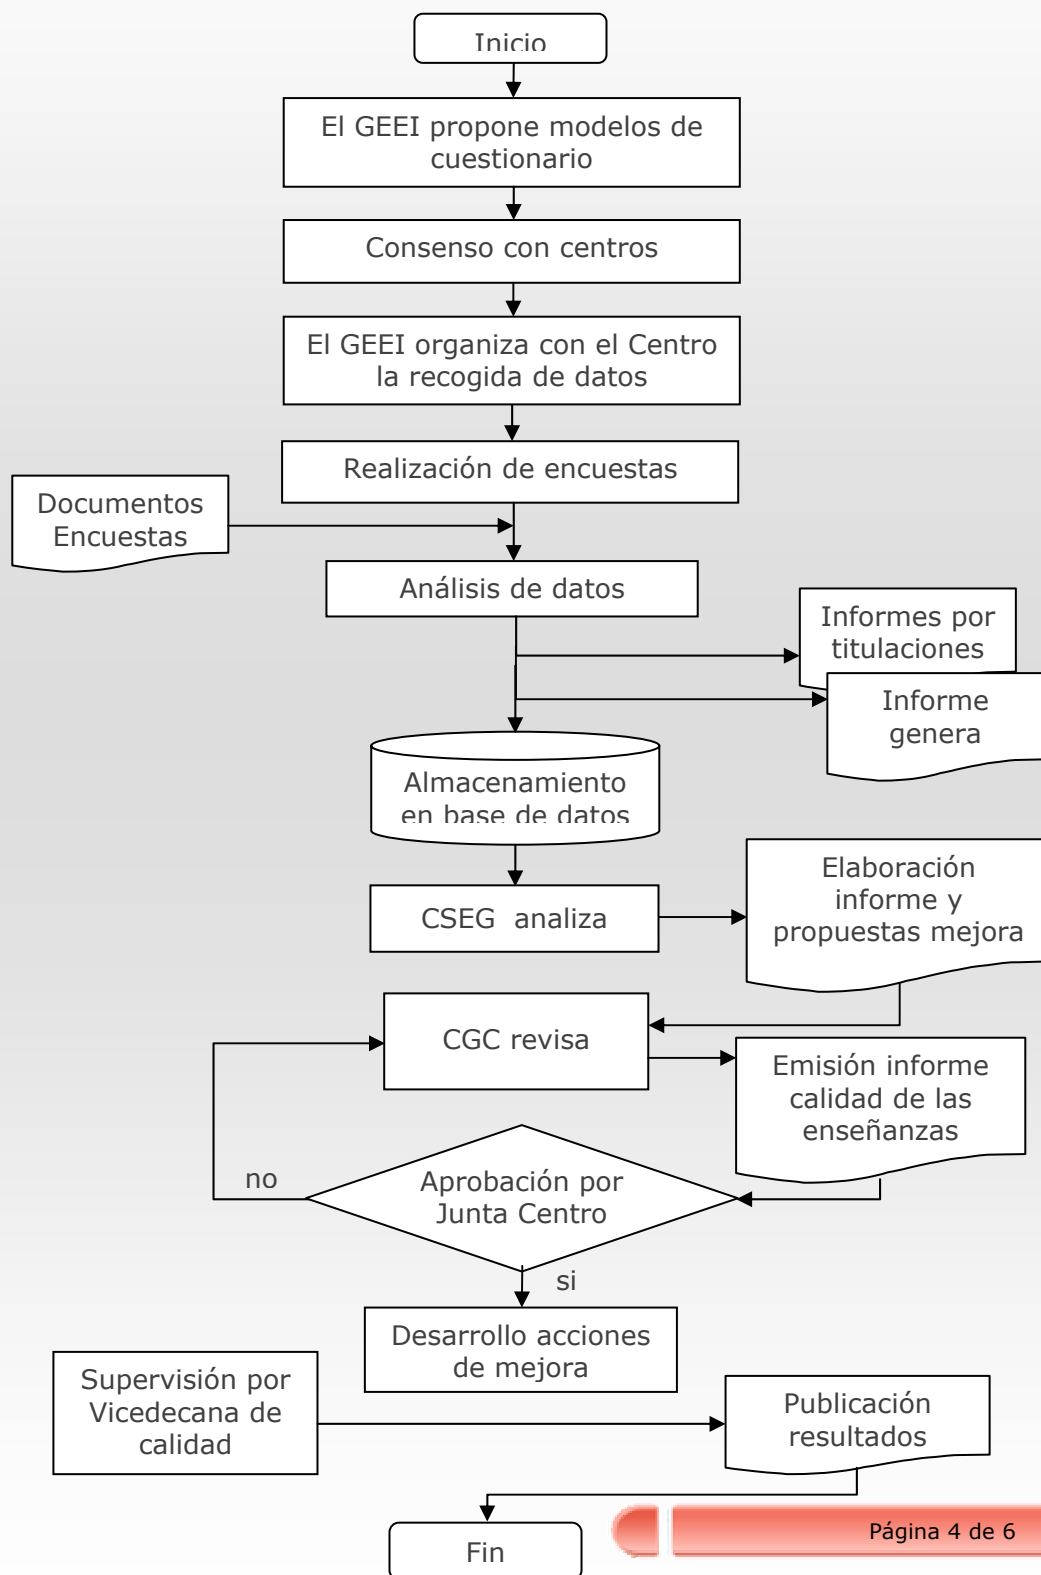 Inicio
El GEEI propone modelos de
cuestionario
Consenso con centros
El GEEI organiza con el Centro
la recogida de datos
Realización de encuestas
Documentos
Encuestas
Análisis de datos
Informes por
titulaciones
Informe
genera
Almacenamiento
en base de datos
Elaboración
informe y
propuestas mejora
CSEG analiza
CGC revisa
Emisión informe
calidad de las
enseñanzas
no
Aprobación por
Junta Centro
si
Desarrollo acciones
de mejora
Supervisión por
Vicedecana de
calidad
Publicación
resultados
Fin
Página 4 de 6